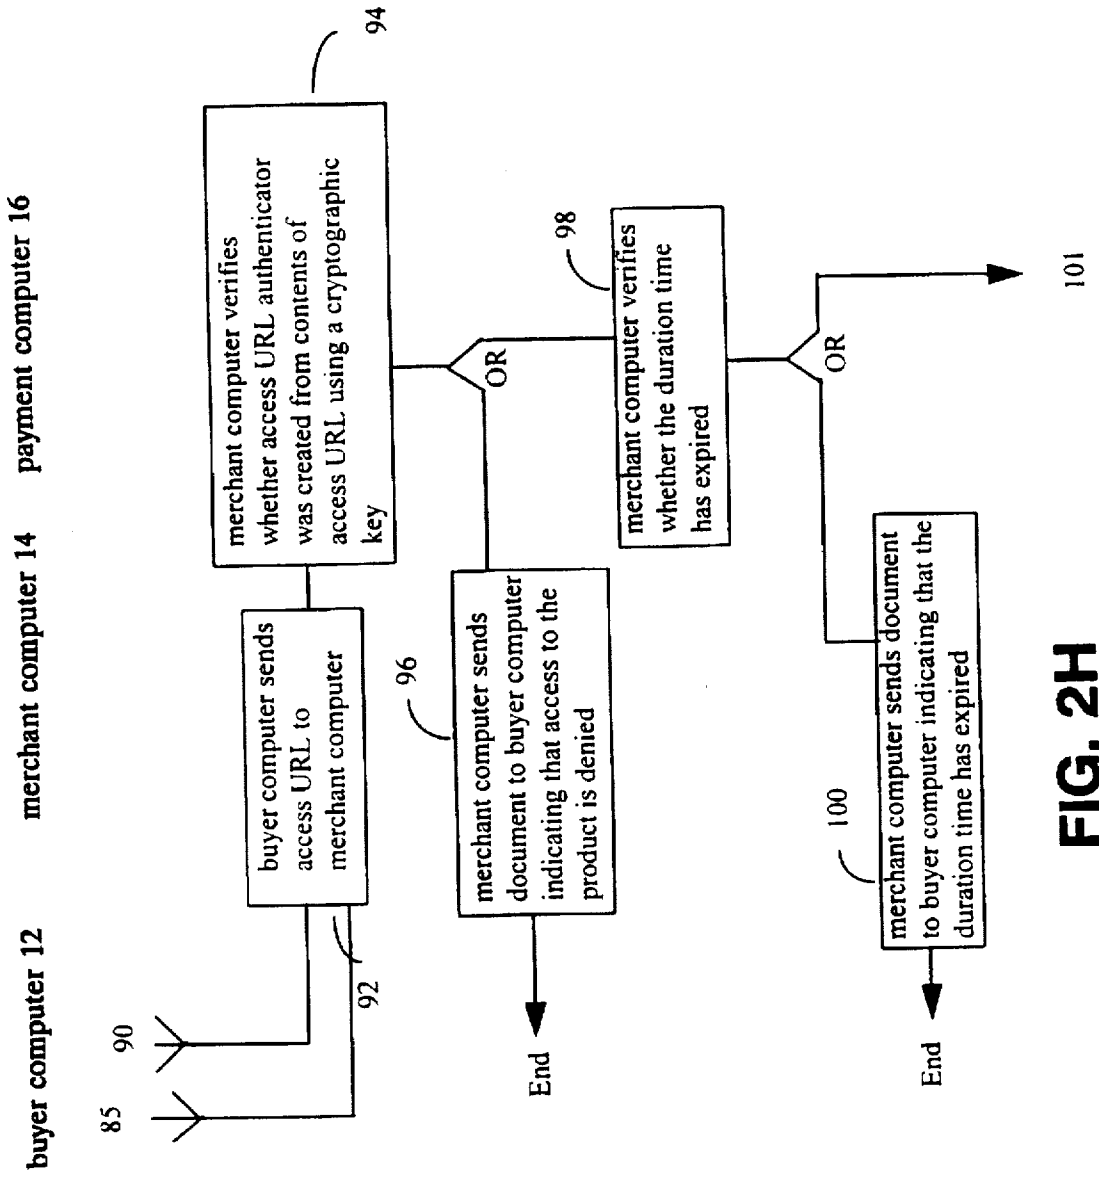 buyer computer 12
merchant computer 14
payment computer 16
85
90
92
buyer computer sends
access URL to
merchant computer
94
merchant computer verifies
whether access URL authenticator
was created from contents of
access URL using a cryptographic
key
OR
96
merchant computer sends
document to buyer computer
indicating that access to the
product is denied
End
98
merchant computer verifies
whether the duration time
has expired
OR
100
merchant computer sends document
to buyer computer indicating that the
duration time has expired
End
101
FIG. 2H